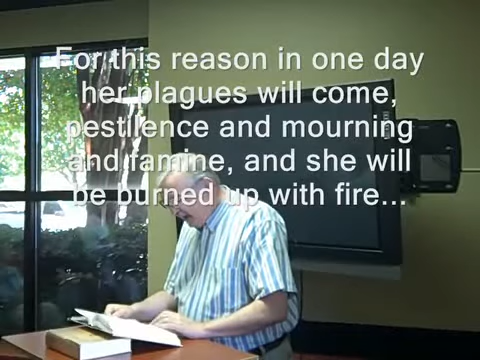 For this reason in one day
her plagues will come,
pestilence and mourning
and famine, and she will
be burned up with fire...